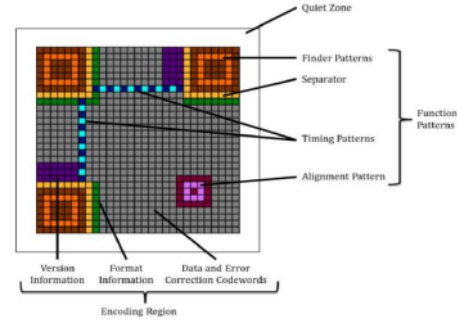 Quiet Zone
Finder Patterns
Separator
Function
Patterns
Timing Patterns
Alignment Pattern
Version
Information
Format
Information
Data and Error
Correction Codewords
Encoding Region